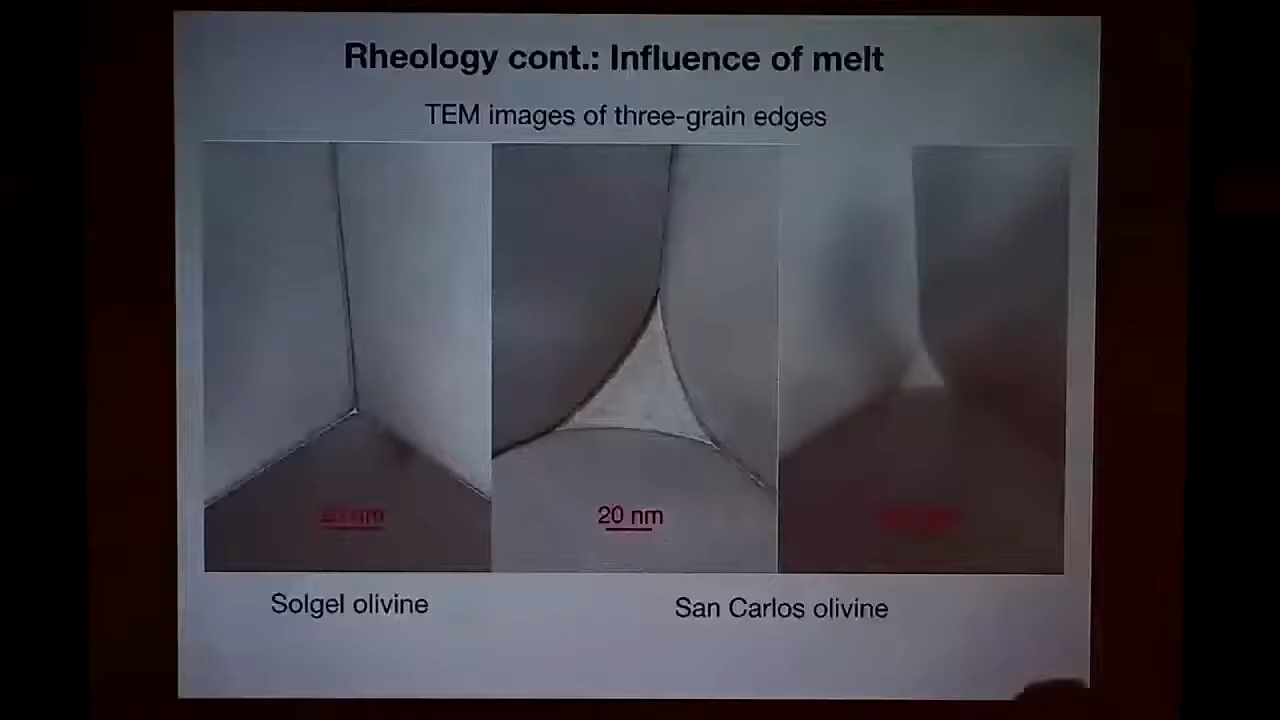 Rheology cont.: Influence of melt
TEM images of three-grain edges
20 nm
Solgel olivine
San Carlos olivine